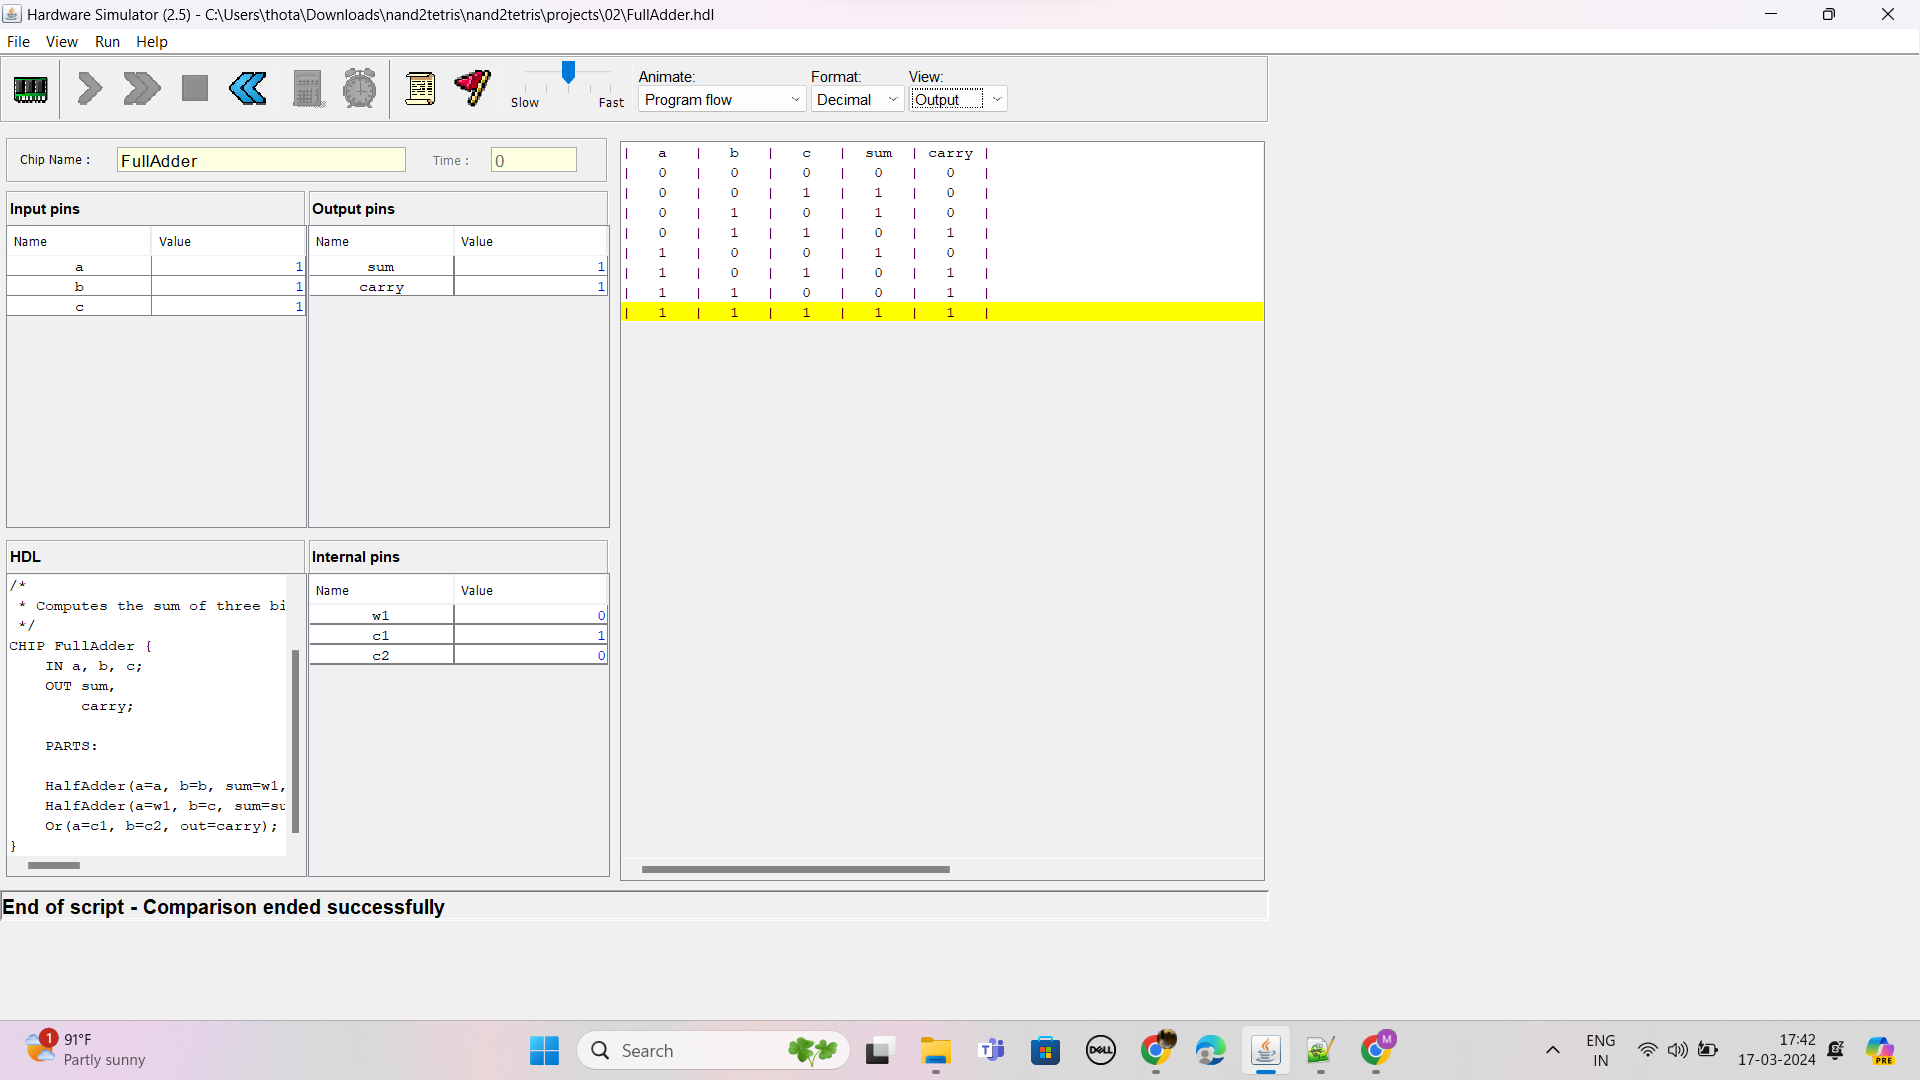 Hardware Simulator (2.5) - C:\Users\thota\Downloads\nand2tetris\nand2tetris\projects\02\FullAdder.hdl
File View Run Help
Slow Fast
Animate: Format: View:
Program flow Decimal Output
Chip Name : FullAdder Time : 0
Input pins
Name Value
a 1
b 1
c 1
Output pins
Name Value
sum 1
carry 1
HDL
/*
* Computes the sum of three bi
*/
CHIP FullAdder {
IN a, b, c;
OUT sum,
carry;
PARTS:
HalfAdder(a=a, b=b, sum=w1,
HalfAdder(a=w1, b=c, sum=su
Or(a=c1, b=c2, out=carry);
}
Internal pins
Name Value
w1 0
c1 1
c2 0
| a | b | c | sum | carry |
| 0 | 0 | 0 | 0 | 0 |
| 0 | 0 | 1 | 1 | 0 |
| 0 | 1 | 0 | 1 | 0 |
| 0 | 1 | 1 | 0 | 1 |
| 1 | 0 | 0 | 1 | 0 |
| 1 | 0 | 1 | 0 | 1 |
| 1 | 1 | 0 | 0 | 1 |
| 1 | 1 | 1 | 1 | 1 |
End of script - Comparison ended successfully
1
91°F
Partly sunny
Search
DELL
M
ENG
IN
17:42
17-03-2024
PRE